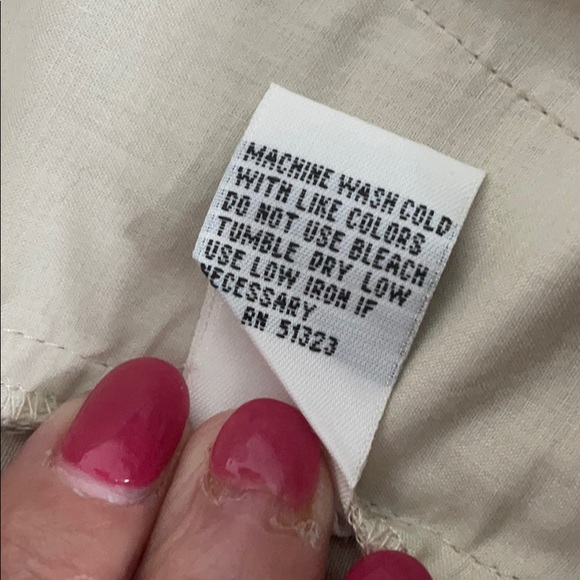 MACHINE WASH COLD
WITH LIKE COLORS
DO NOT USE BLEACH
TUMBLE DRY LOW
USE LOW IRON IF
NECESSARY
RN 51323